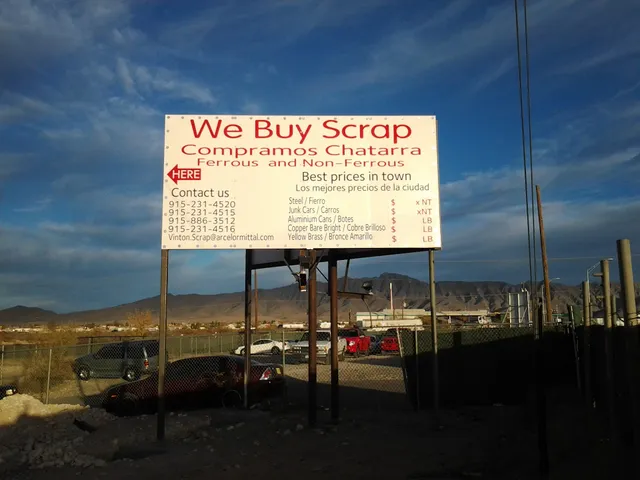 We Buy Scrap
Compramos Chatarra
Ferrous and Non-Ferrous
HERE
Best prices in town
Los mejores precios de la ciudad
Contact us
915-231-4520
915-231-4515
915-886-3512
915-231-4516
Vinton.Scrap@arcelormittal.com
Steel / Fierro $ x NT
Junk Cars / Carros $ xNT
Aluminium Cans / Botes $ LB
Copper Bare Bright / Cobre Brilloso $ LB
Yellow Brass / Bronce Amarillo $ LB